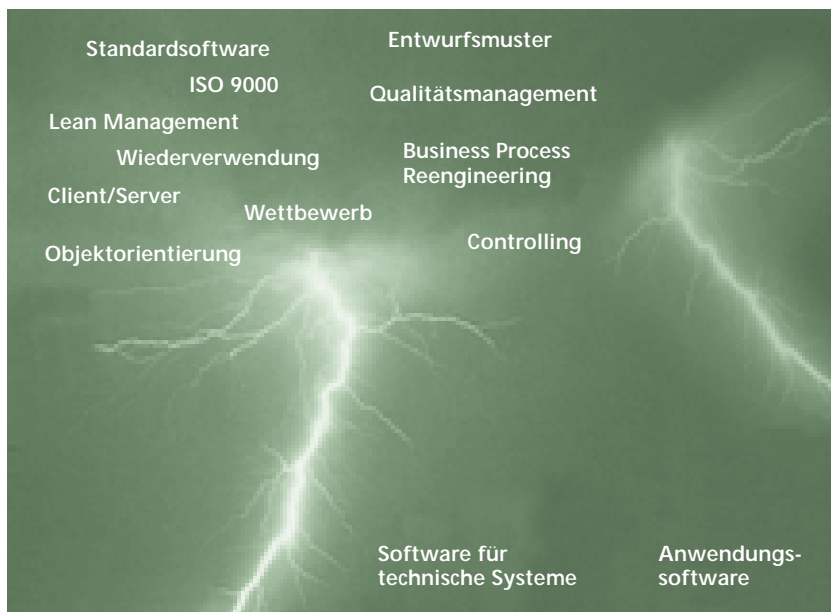 Standardsoftware
Entwurfsmuster
ISO 9000
Qualitätsmanagement
Lean Management
Wiederverwendung
Business Process
Reengineering
Client/Server
Wettbewerb
Controlling
Objektorientierung
Software für
technische Systeme
Anwendungs-
software